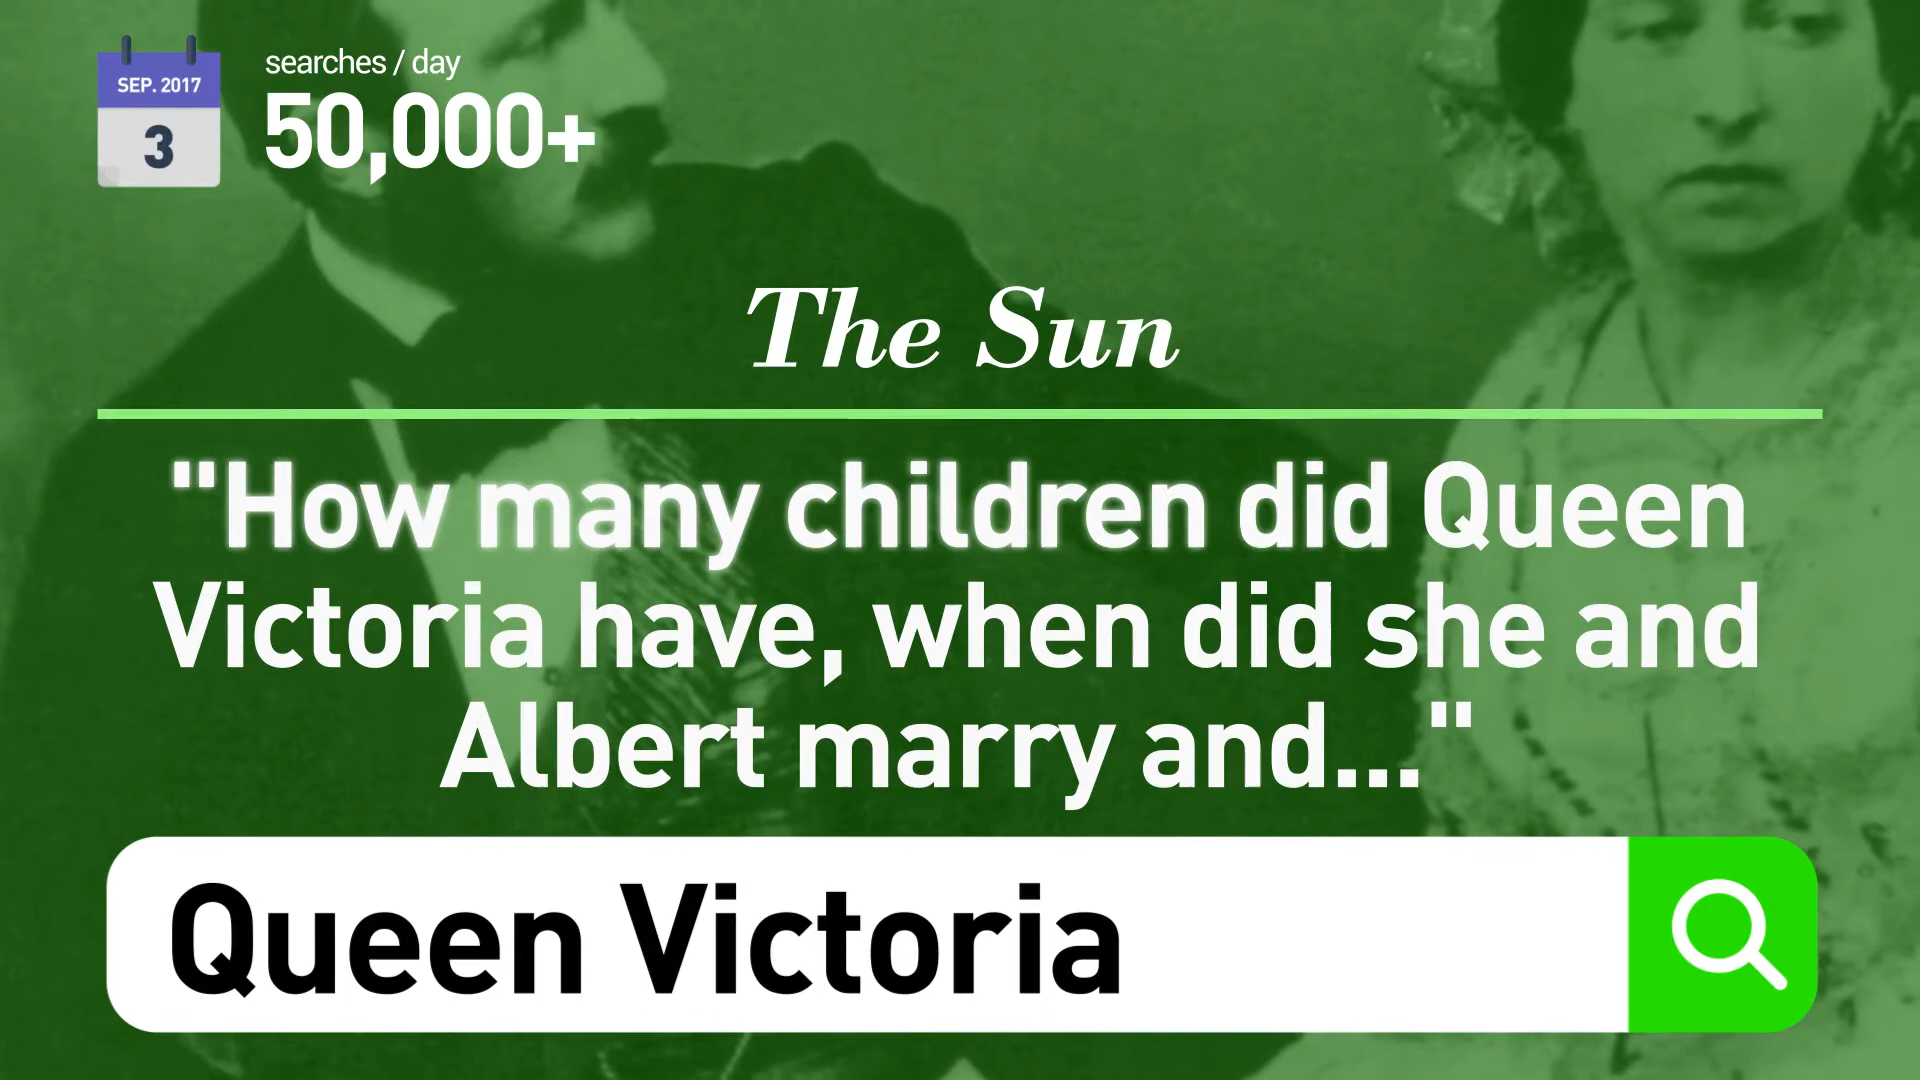 SEP. 2017
3
searches / day
50,000+
The Sun
"How many children did Queen
Victoria have, when did she and
Albert marry and..."
Queen Victoria